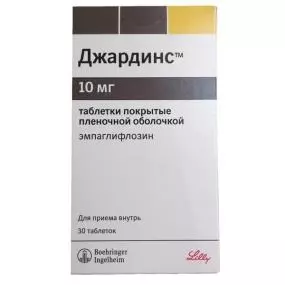 Джардинс™
10 мг
таблетки покрытые
пленочной оболочкой
эмпаглифлозин
Для приема внутрь
30 таблеток
Boehringer
Ingelheim
Lilly